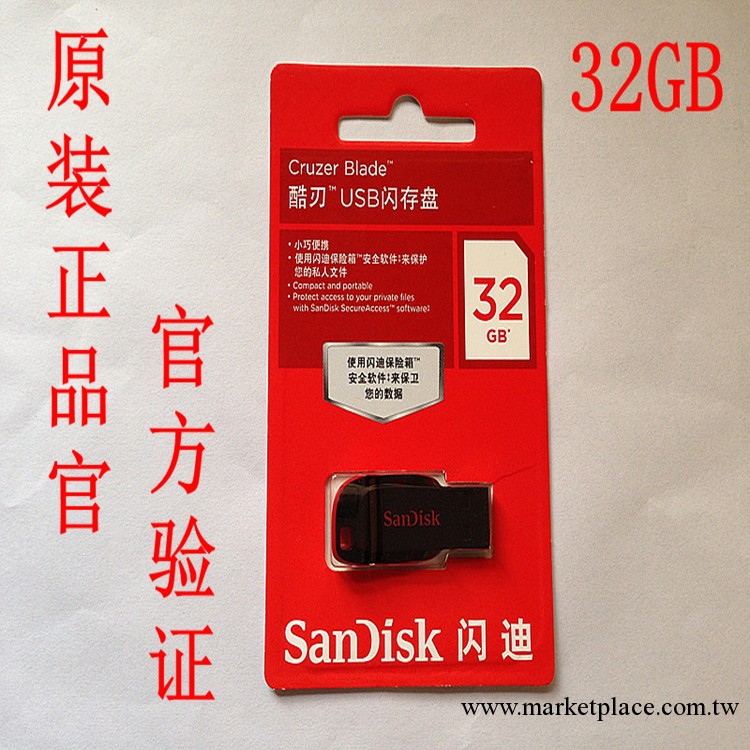 原装正品官
官方验证
32GB
Cruzer Blade™
酷刃™ USB闪存盘
• 小巧便携
• 使用闪迪保险箱™安全软件‡来保护
您的私人文件
• Compact and portable
• Protect access to your private files
with SanDisk SecureAccess™ software‡
32
GB*
使用闪迪保险箱™
安全软件‡来保卫
您的数据
SanDisk
SanDisk 闪迪
www.marketplace.com.tw